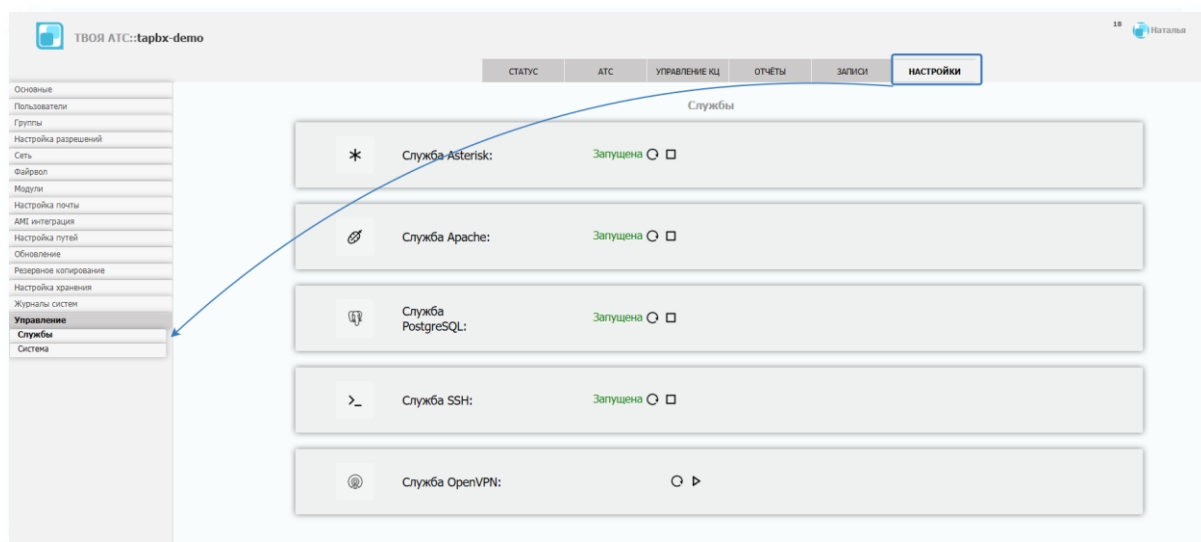 ТВОЯ АТС::tapbx-demo
18 Наталья
СТАТУС АТС УПРАВЛЕНИЕ КЦ ОТЧЁТЫ ЗАПИСИ НАСТРОЙКИ
Основные
Пользователи
Группы
Настройка разрешений
Сеть
Файрвол
Модули
Настройка почты
AMI интеграция
Настройка путей
Обновление
Резервное копирование
Настройка хранения
Журналы систем
Управление
Службы
Система
Службы
Служба Asterisk: Запущена
Служба Apache: Запущена
Служба
PostgreSQL: Запущена
Служба SSH: Запущена
Служба OpenVPN: